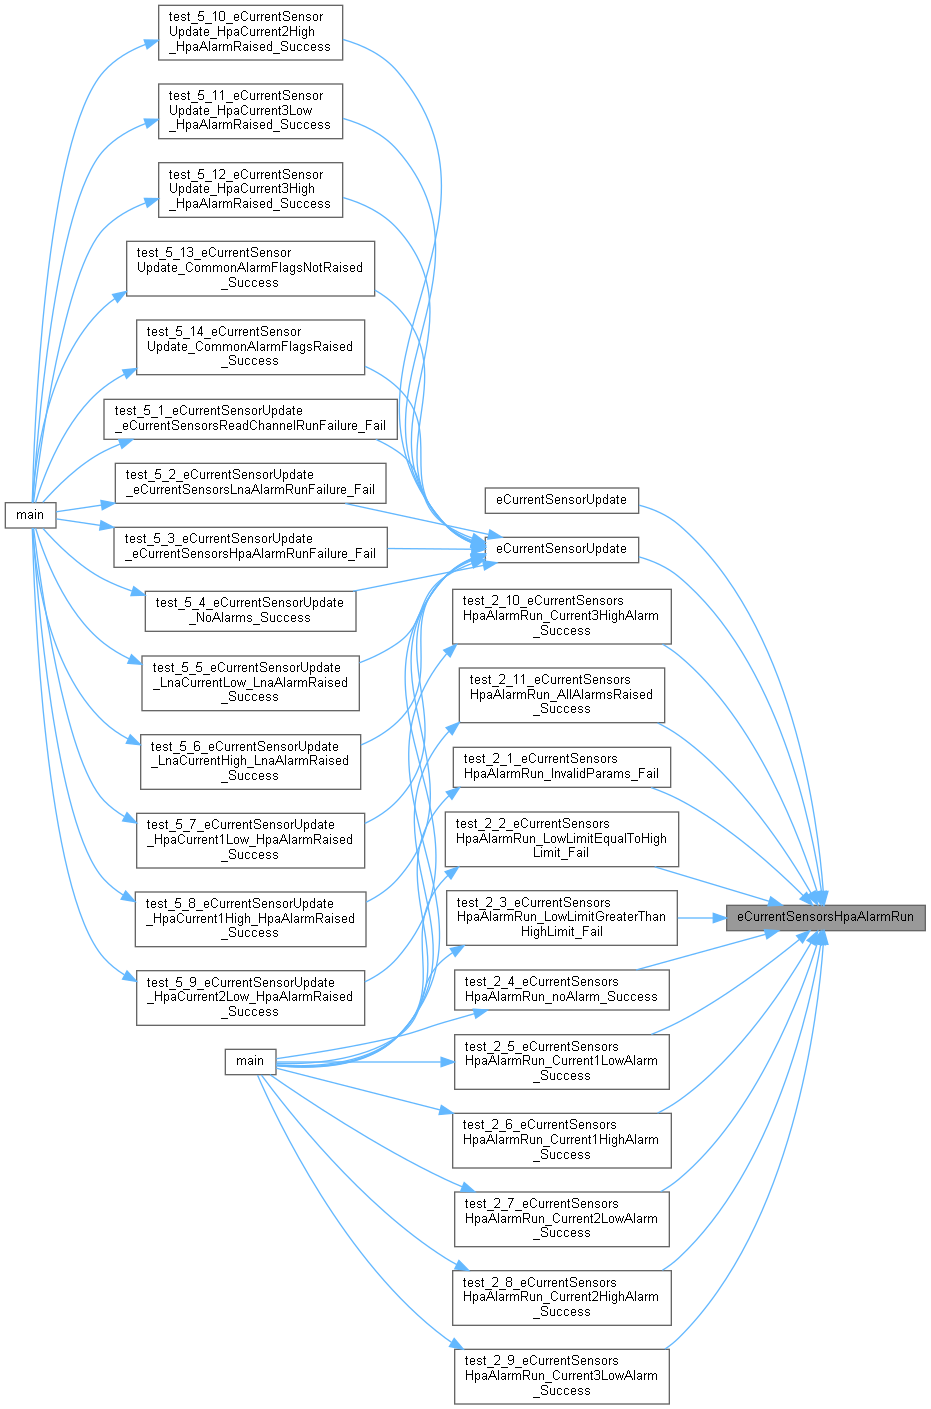 test_5_10_eCurrentSensor
Update_HpaCurrent2High
_HpaAlarmRaised_Success
test_5_11_eCurrentSensor
Update_HpaCurrent3Low
_HpaAlarmRaised_Success
test_5_12_eCurrentSensor
Update_HpaCurrent3High
_HpaAlarmRaised_Success
test_5_13_eCurrentSensor
Update_CommonAlarmFlagsNotRaised
_Success
test_5_14_eCurrentSensor
Update_CommonAlarmFlagsRaised
_Success
test_5_1_eCurrentSensorUpdate
_eCurrentSensorsReadChannelRunFailure_Fail
test_5_2_eCurrentSensorUpdate
_eCurrentSensorsLnaAlarmRunFailure_Fail
main
test_5_3_eCurrentSensorUpdate
_eCurrentSensorsHpaAlarmRunFailure_Fail
test_5_4_eCurrentSensorUpdate
_NoAlarms_Success
test_5_5_eCurrentSensorUpdate
_LnaCurrentLow_LnaAlarmRaised
_Success
test_5_6_eCurrentSensorUpdate
_LnaCurrentHigh_LnaAlarmRaised
_Success
test_5_7_eCurrentSensorUpdate
_HpaCurrent1Low_HpaAlarmRaised
_Success
test_5_8_eCurrentSensorUpdate
_HpaCurrent1High_HpaAlarmRaised
_Success
test_5_9_eCurrentSensorUpdate
_HpaCurrent2Low_HpaAlarmRaised
_Success
main
eCurrentSensorUpdate
eCurrentSensorUpdate
test_2_10_eCurrentSensors
HpaAlarmRun_Current3HighAlarm
_Success
test_2_11_eCurrentSensors
HpaAlarmRun_AllAlarmsRaised
_Success
test_2_1_eCurrentSensors
HpaAlarmRun_InvalidParams_Fail
test_2_2_eCurrentSensors
HpaAlarmRun_LowLimitEqualToHigh
Limit_Fail
test_2_3_eCurrentSensors
HpaAlarmRun_LowLimitGreaterThan
HighLimit_Fail
test_2_4_eCurrentSensors
HpaAlarmRun_noAlarm_Success
test_2_5_eCurrentSensors
HpaAlarmRun_Current1LowAlarm
_Success
test_2_6_eCurrentSensors
HpaAlarmRun_Current1HighAlarm
_Success
test_2_7_eCurrentSensors
HpaAlarmRun_Current2LowAlarm
_Success
test_2_8_eCurrentSensors
HpaAlarmRun_Current2HighAlarm
_Success
test_2_9_eCurrentSensors
HpaAlarmRun_Current3LowAlarm
_Success
eCurrentSensorsHpaAlarmRun